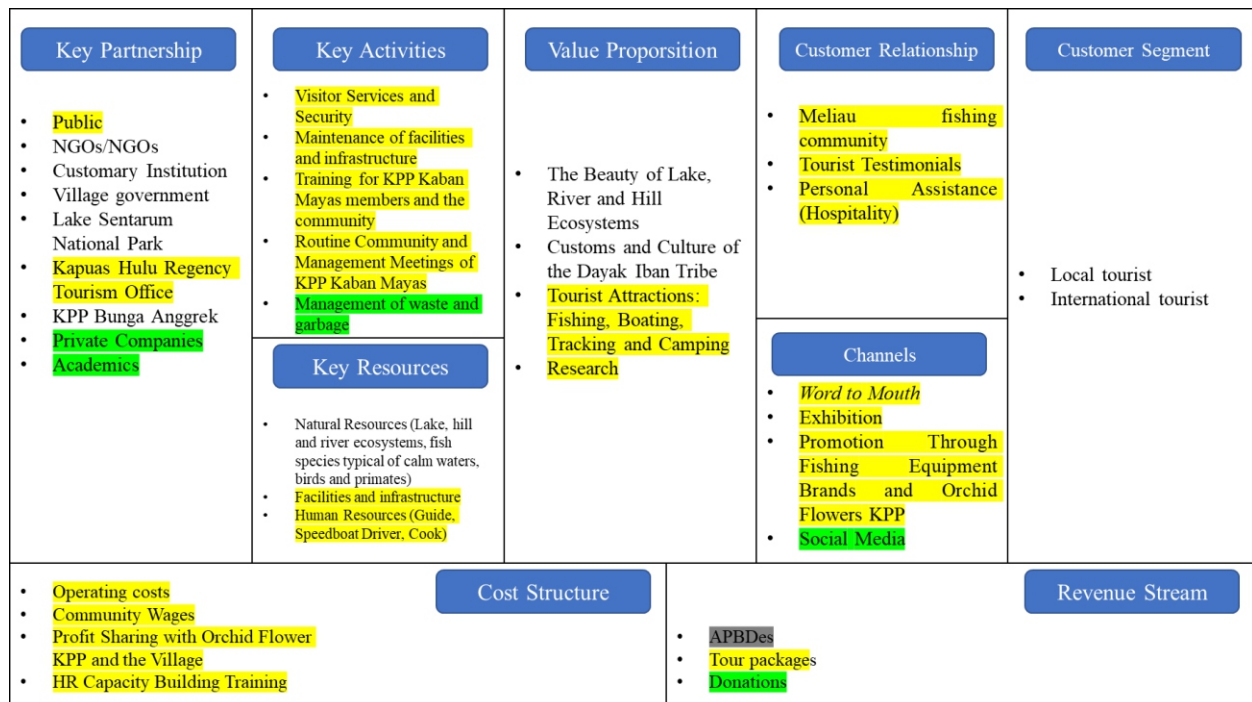 Key Partnership
• Public
• NGOs/NGOs
• Customary Institution
• Village government
• Lake Sentarum
National Park
• Kapuas Hulu Regency
Tourism Office
• KPP Bunga Anggrek
• Private Companies
• Academics
Key Activities
• Visitor Services and
Security
• Maintenance of facilities
and infrastructure
• Training for KPP Kaban
Mayas members and the
community
• Routine Community and
Management Meetings of
KPP Kaban Mayas
• Management of waste and
garbage
Key Resources
• Natural Resources (Lake, hill
and river ecosystems, fish
species typical of calm waters,
birds and primates)
• Facilities and infrastructure
• Human Resources (Guide,
Speedboat Driver, Cook)
Value Proporsition
• The Beauty of Lake,
River and Hill
Ecosystems
• Customs and Culture of
the Dayak Iban Tribe
• Tourist Attractions:
Fishing, Boating,
Tracking and Camping
• Research
Customer Relationship
• Meliau fishing
community
• Tourist Testimonials
• Personal Assistance
(Hospitality)
Channels
• Word to Mouth
• Exhibition
• Promotion Through
Fishing Equipment
Brands and Orchid
Flowers KPP
• Social Media
Customer Segment
• Local tourist
• International tourist
Cost Structure
• Operating costs
• Community Wages
• Profit Sharing with Orchid Flower
KPP and the Village
• HR Capacity Building Training
Revenue Stream
• APBDes
• Tour packages
• Donations